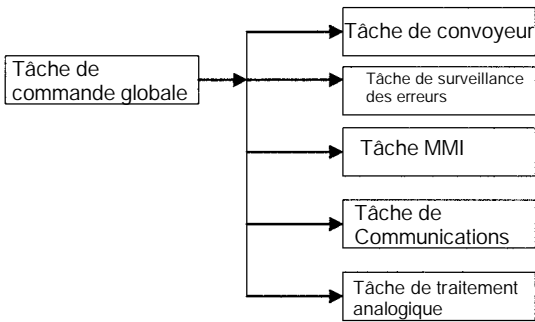 Tâche de
commande globale
Tâche de convoyeur
Tâche de surveillance
des erreurs
Tâche MMI
Tâche de
Communications
Tâche de traitement
analogique